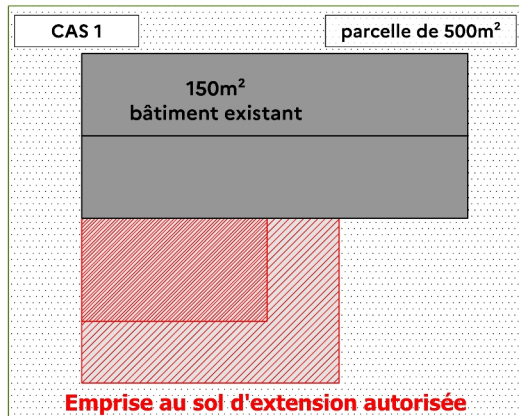 CAS 1
parcelle de 500m²
150m²
bâtiment existant
Emprise au sol d'extension autorisée